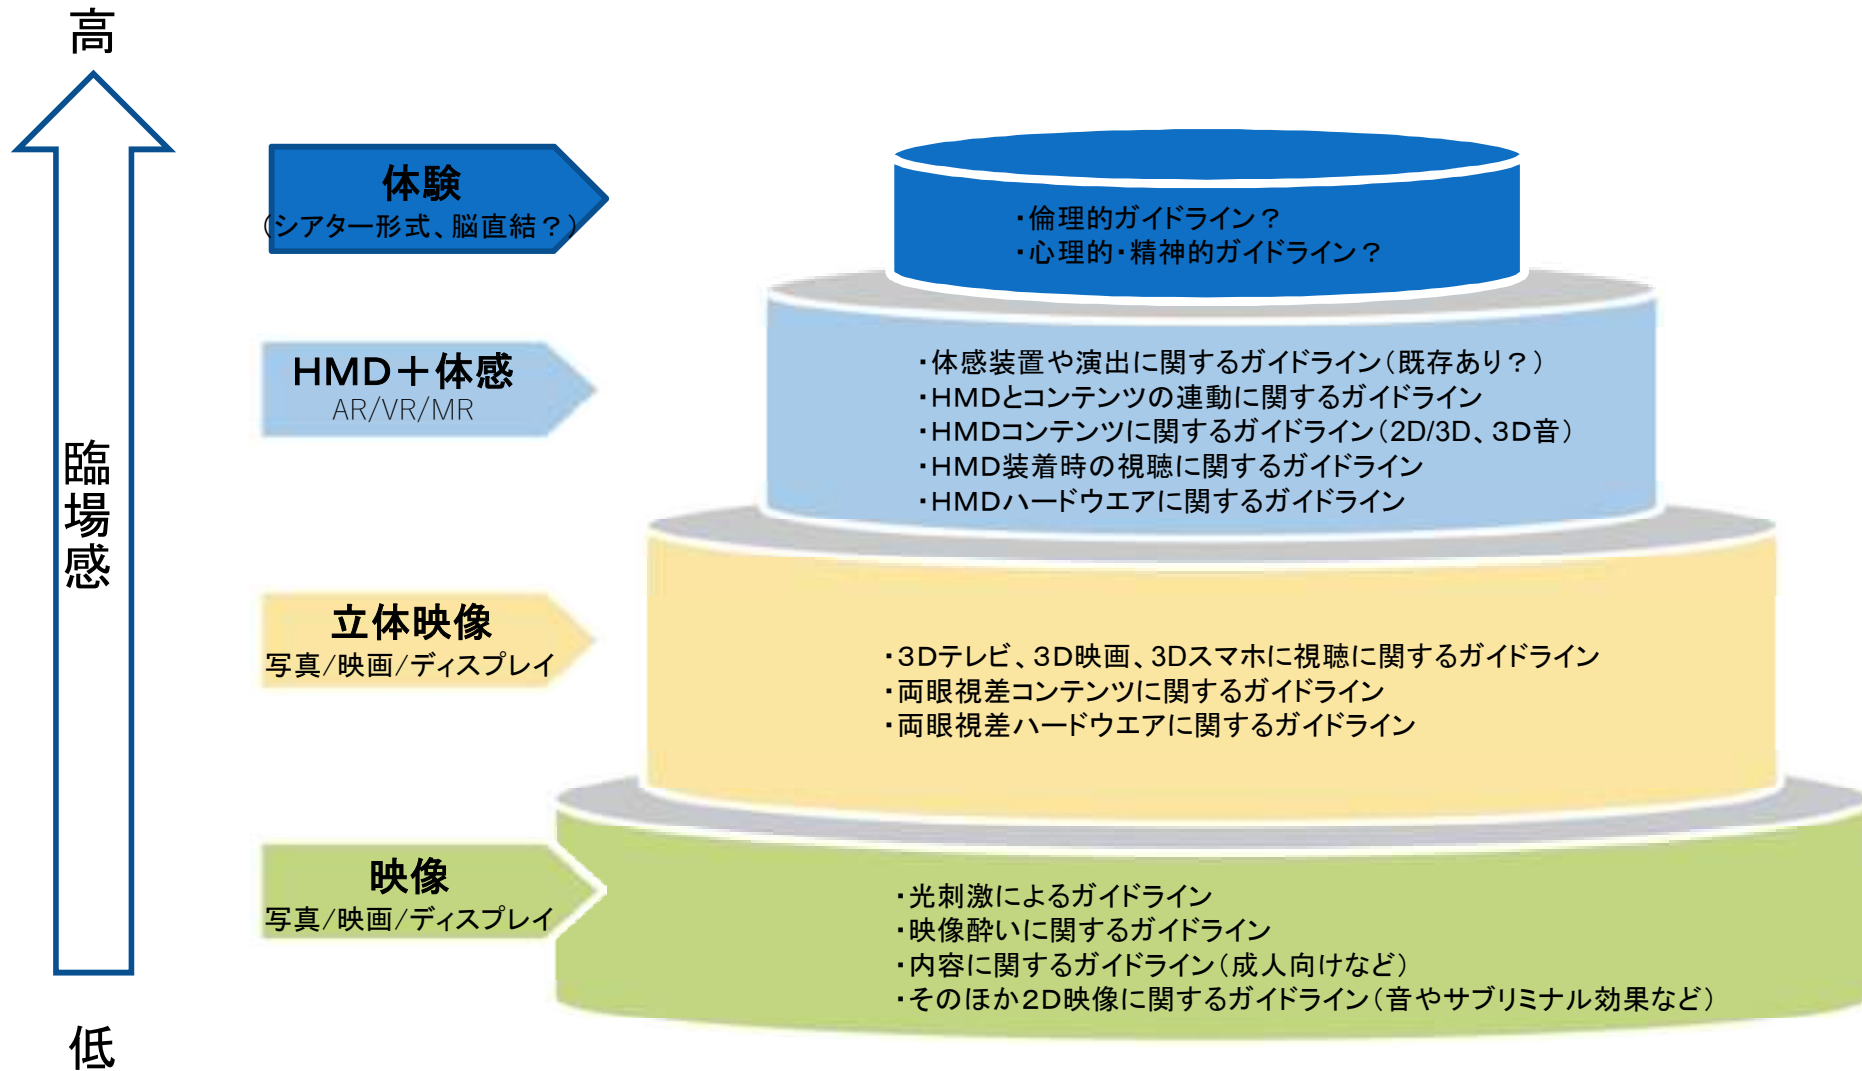 高
臨場感
低
体験
(シアター形式、脳直結？)
・倫理的ガイドライン？
・心理的・精神的ガイドライン？
HMD＋体感
AR/VR/MR
・体感装置や演出に関するガイドライン(既存あり？)
・HMDとコンテンツの連動に関するガイドライン
・HMDコンテンツに関するガイドライン(2D/3D、3D音)
・HMD装着時の視聴に関するガイドライン
・HMDハードウエアに関するガイドライン
立体映像
写真/映画/ディスプレイ
・3Dテレビ、3D映画、3Dスマホに視聴に関するガイドライン
・両眼視差コンテンツに関するガイドライン
・両眼視差ハードウエアに関するガイドライン
映像
写真/映画/ディスプレイ
・光刺激によるガイドライン
・映像酔いに関するガイドライン
・内容に関するガイドライン(成人向けなど)
・そのほか2D映像に関するガイドライン(音やサブリミナル効果など)